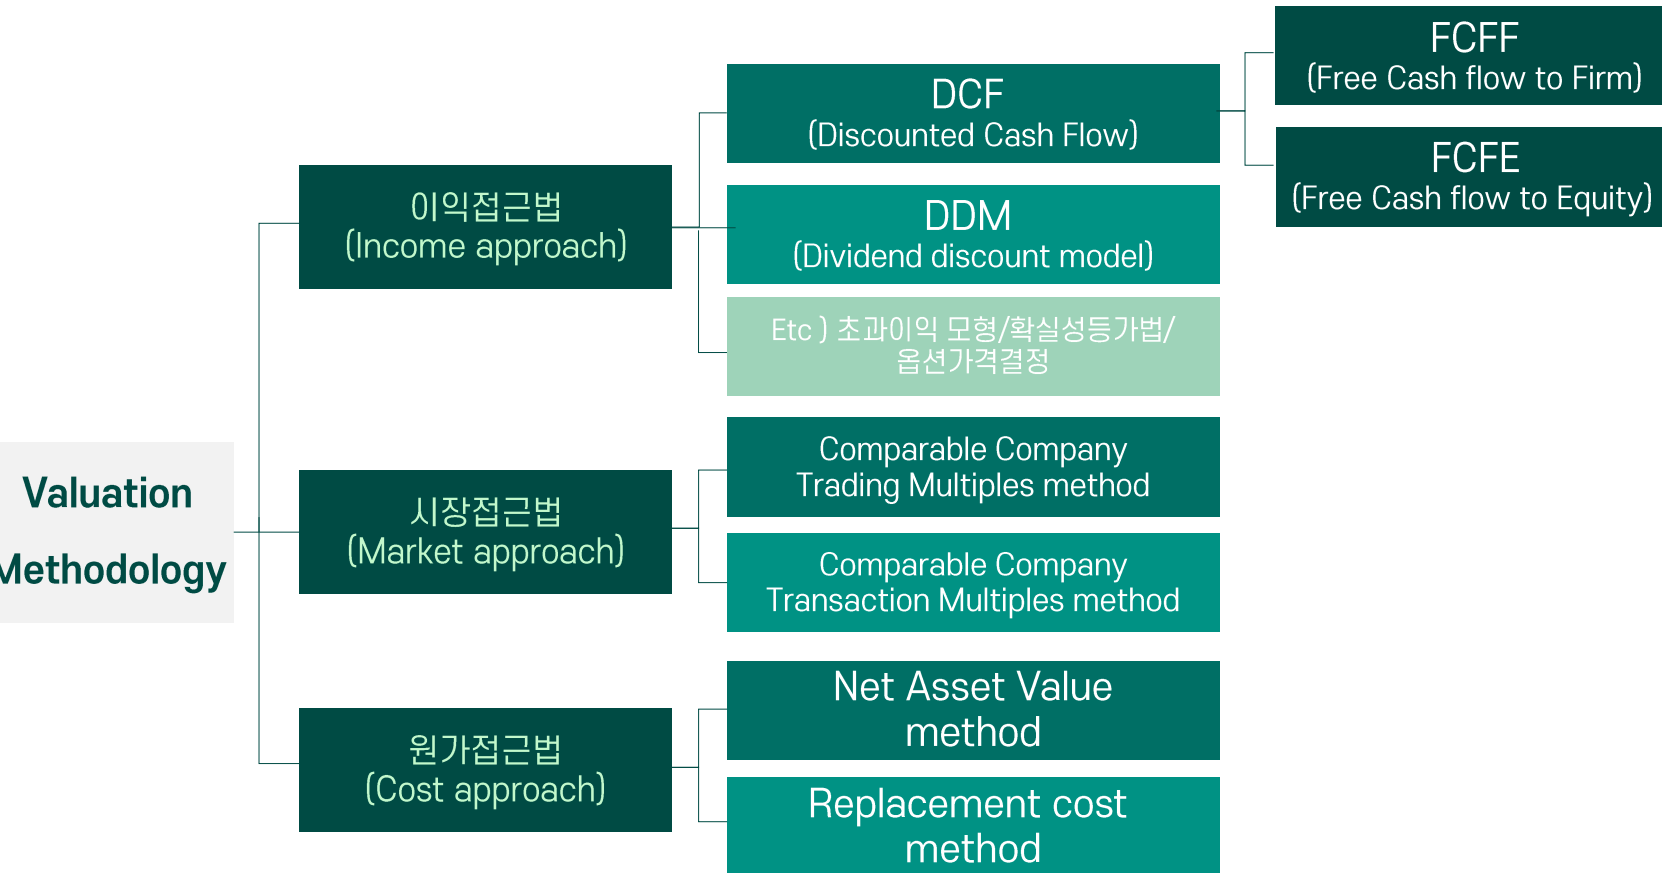 Valuation
Methodology
이익접근법
(Income approach)
DCF
(Discounted Cash Flow)
FCFF
(Free Cash flow to Firm)
FCFE
(Free Cash flow to Equity)
DDM
(Dividend discount model)
Etc ) 초과이익 모형/확실성등가법/
옵션가격결정
시장접근법
(Market approach)
Comparable Company
Trading Multiples method
Comparable Company
Transaction Multiples method
원가접근법
(Cost approach)
Net Asset Value
method
Replacement cost
method